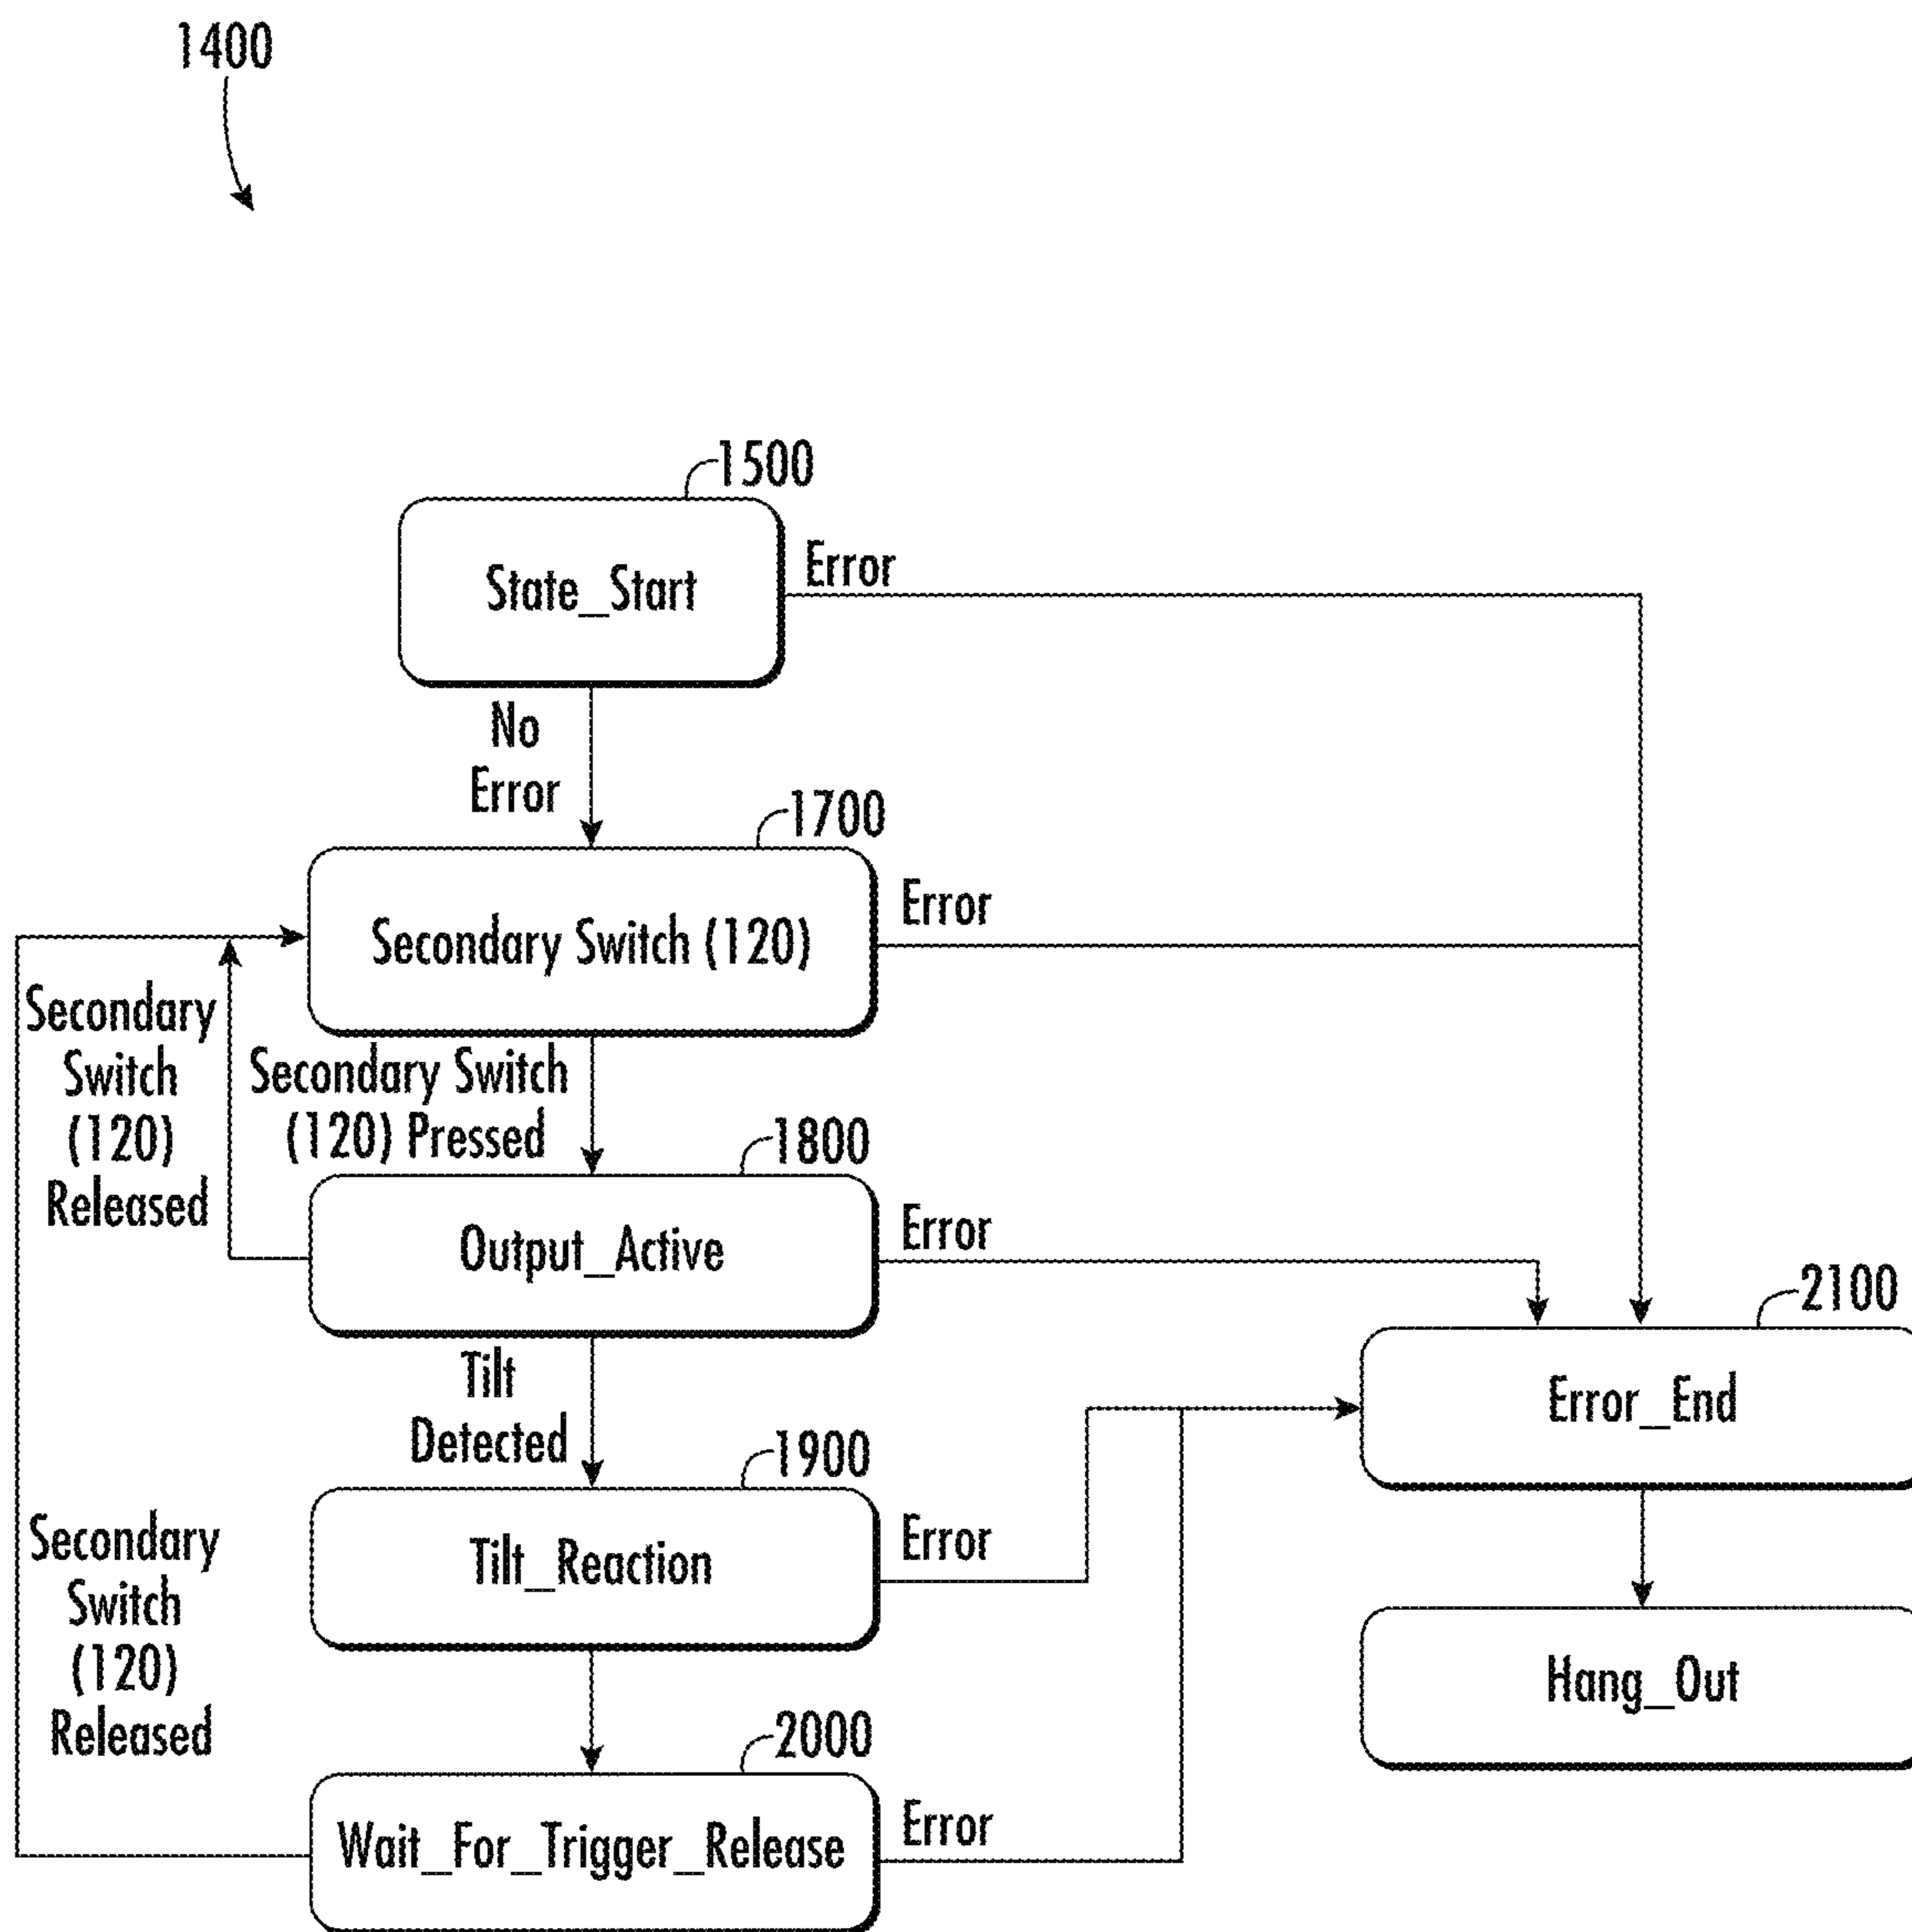 1400
1500
State_Start
Error
No
Error
1700
Secondary Switch (120)
Error
Secondary
Switch
(120)
Released
Secondary Switch
(120) Pressed
1800
Output_Active
Error
2100
Error_End
Tilt
Detected
1900
Tilt_Reaction
Error
Secondary
Switch
(120)
Released
Hang_Out
2000
Wait_For_Trigger_Release
Error